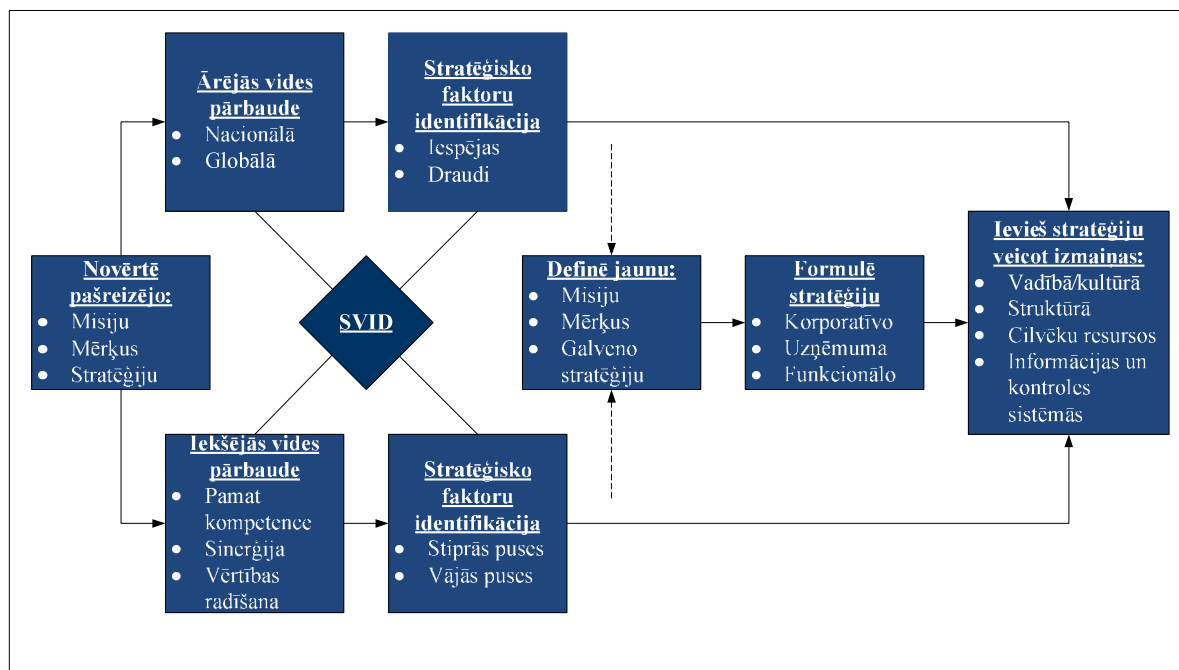 Ārējās vides
pārbaude
• Nacionālā
• Globālā
Stratēģisko
faktoru
identifikācija
• Iespējas
• Draudi
Novērtē
pašreizējo:
• Misiju
• Mērķus
• Stratēģiju
SVID
Definē jaunu:
• Misiju
• Mērķus
• Galveno
stratēģiju
Formulē
stratēģiju
• Korporatīvo
• Uzņēmuma
• Funkcionālo
Ievieš stratēģiju
veicot izmaiņas:
• Vadībā/kultūrā
• Struktūrā
• Cilvēku resursos
• Informācijas un
kontroles
sistēmās
Iekšējās vides
pārbaude
• Pamat
kompetence
• Sinerģija
• Vērtības
radīšana
Stratēģisko
faktoru
identifikācija
• Stiprās puses
• Vājās puses